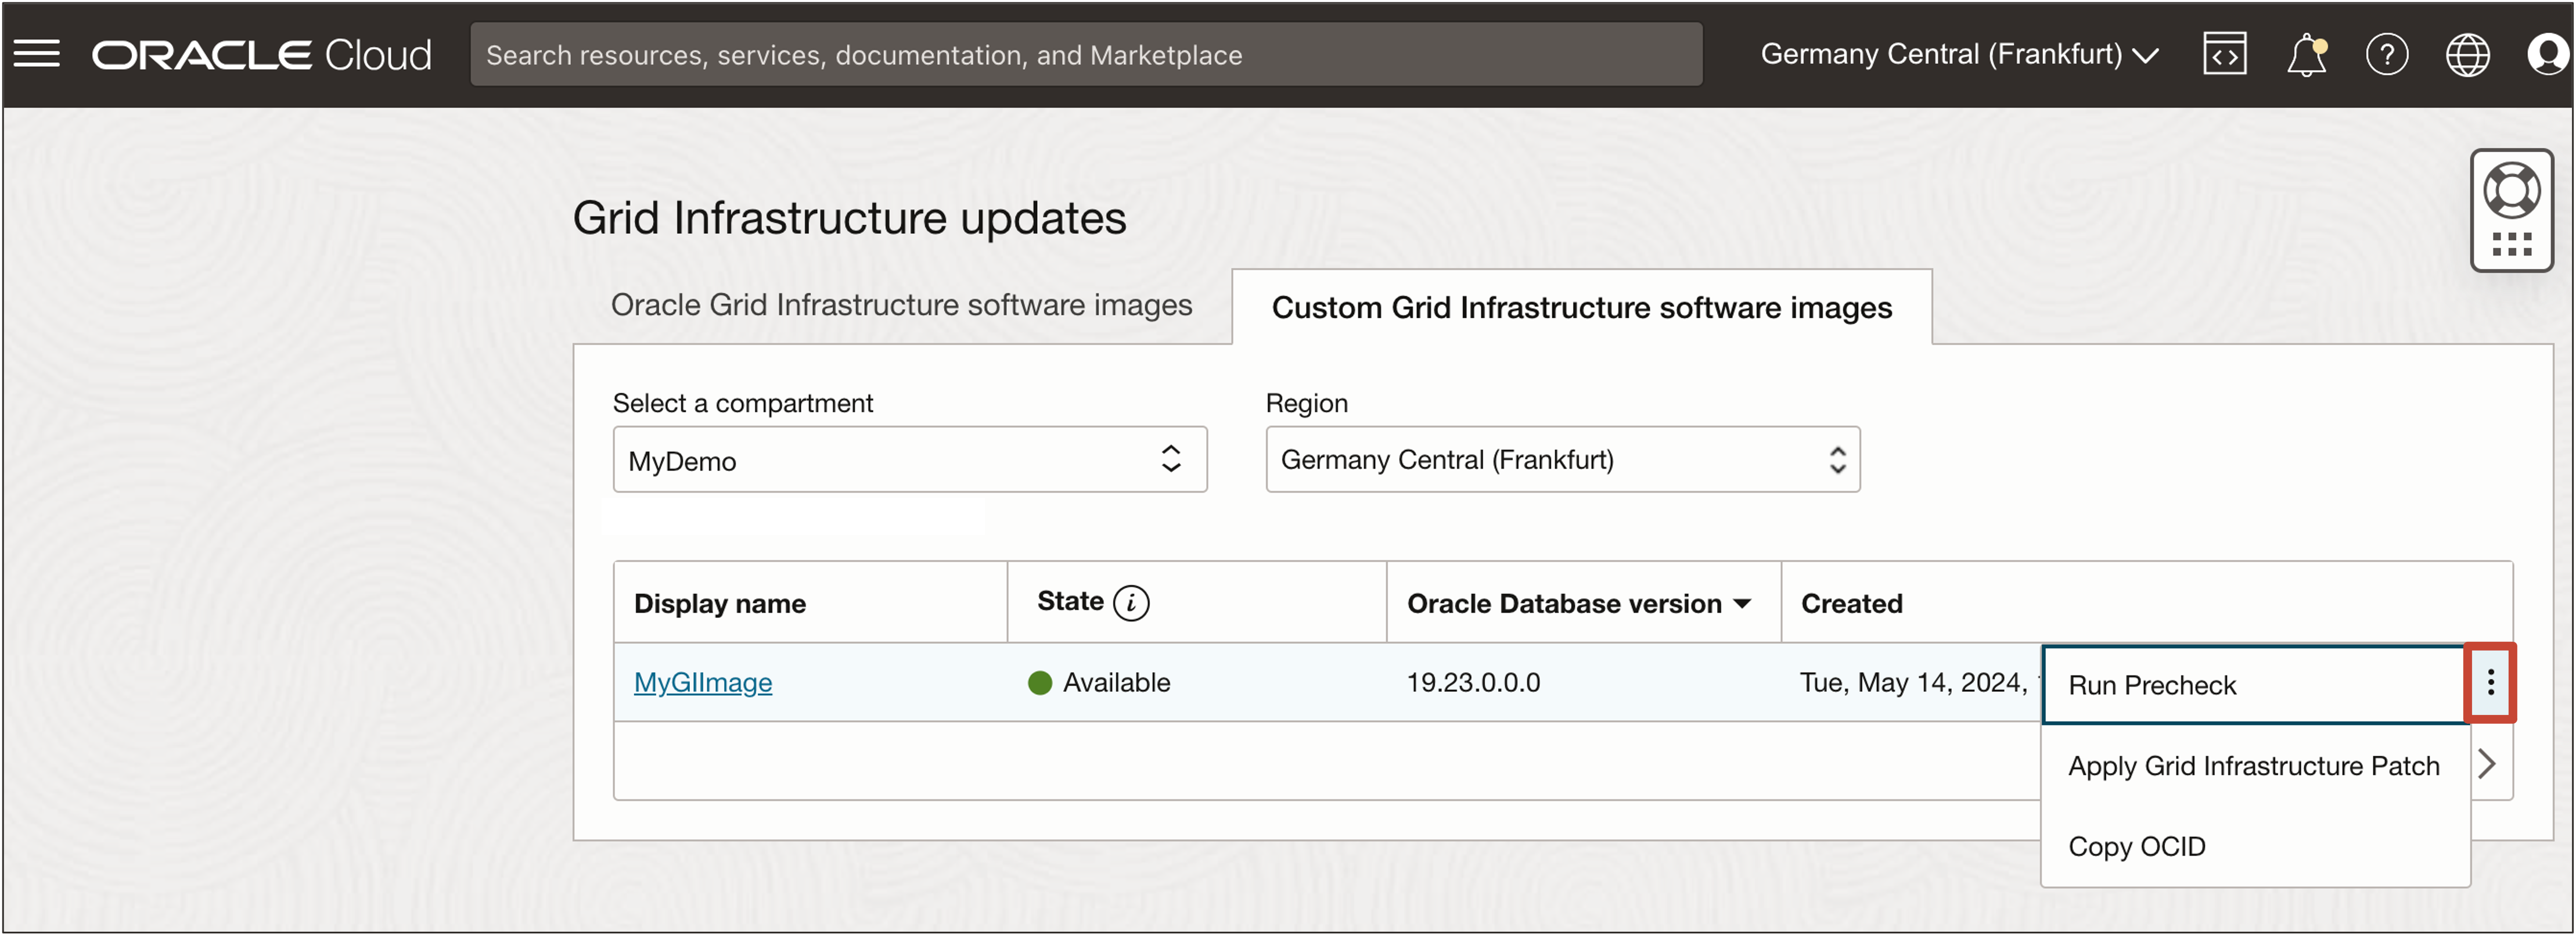 ORACLE Cloud
Search resources, services, documentation, and Marketplace
Germany Central (Frankfurt)
Grid Infrastructure updates
Oracle Grid Infrastructure software images
Custom Grid Infrastructure software images
Select a compartment
Region
MyDemo
Germany Central (Frankfurt)
Display name
State
Oracle Database version
Created
MyGIImage
Available
19.23.0.0.0
Tue, May 14, 2024,
Run Precheck
Apply Grid Infrastructure Patch
Copy OCID